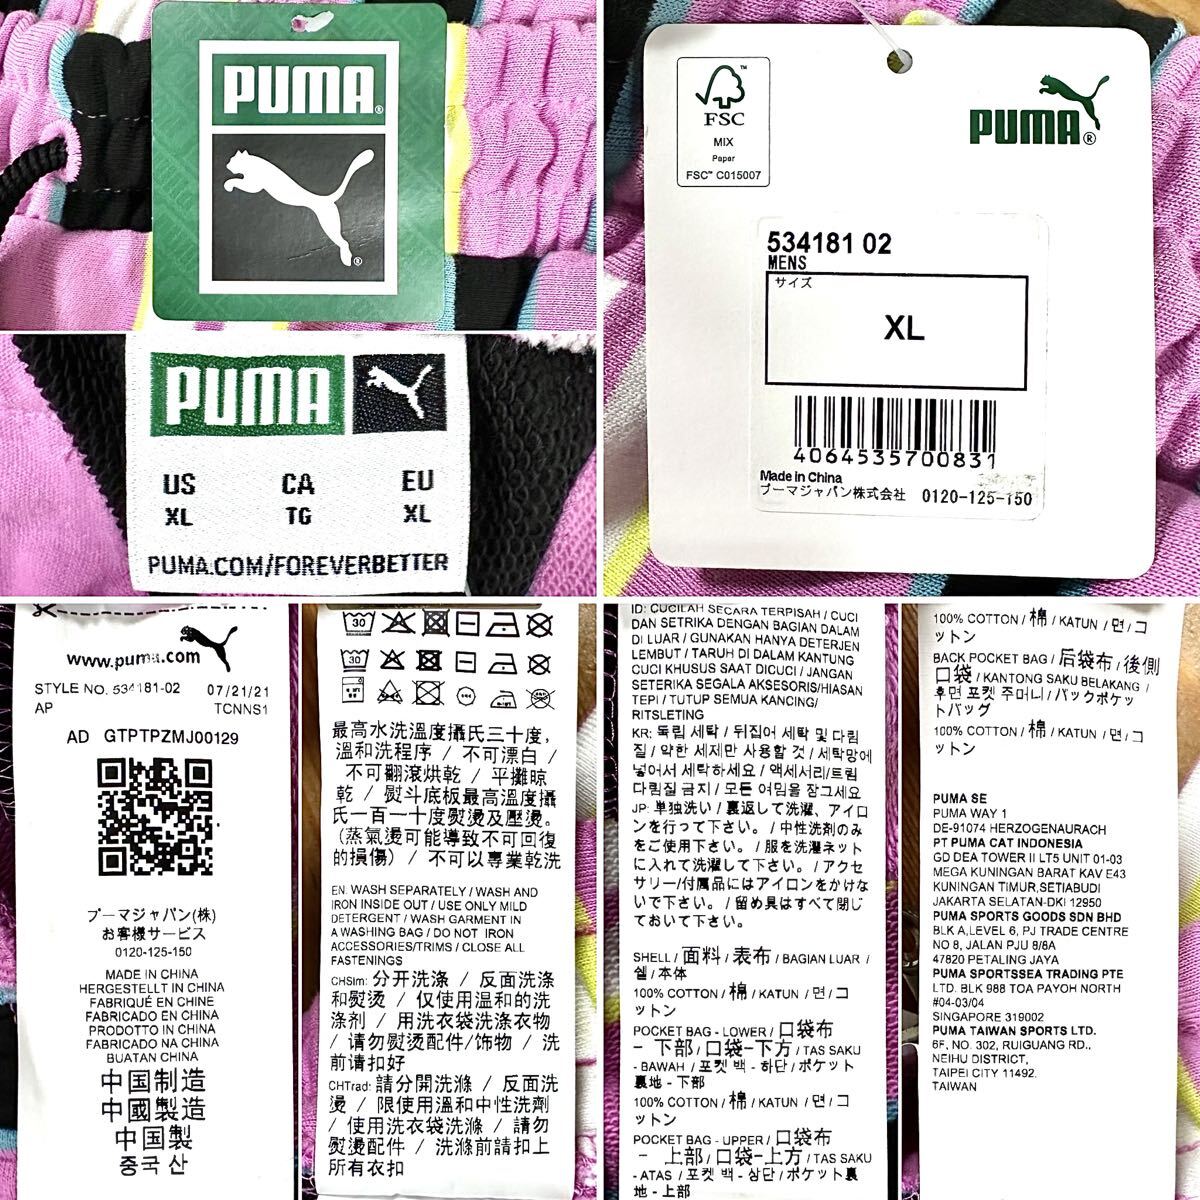 PUMA®
®
FSC™
MIX
Paper
FSC™ C015007
PUMA®
534181 02
MENS
サイズ
XL
4064535700831
Made in China
プーマジャパン株式会社 0120-125-150
PUMA
US CA EU
XL TG XL
PUMA.COM/FOREVERBETTER
www.puma.com
STYLE NO. 534181-02 07/21/21
AP TCNNS1
AD GTPTPZMJ00129
プーマジャパン(株)
お客様サービス
0120-125-150
MADE IN CHINA
HERGESTELLT IN CHINA
FABRIQUÉ EN CHINE
FABRICADO EN CHINA
PRODOTTO IN CHINA
FABRICADO NA CHINA
BUATAN CHINA
中国制造
中國製造
中国製
중국 산
30
30
最高水洗溫度攝氏三十度,
溫和洗程序 / 不可漂白 /
不可翻滾烘乾 / 平攤晾
乾 / 熨斗底板最高溫度攝
氏一百一十度熨燙及壓燙。
(蒸氣燙可能導致不可回復
的損傷) / 不可以專業乾洗
EN: WASH SEPARATELY / WASH AND
IRON INSIDE OUT / USE ONLY MILD
DETERGENT / WASH GARMENT IN
A WASHING BAG / DO NOT IRON
ACCESSORIES/TRIMS / CLOSE ALL
FASTENINGS
CHSim: 分开洗涤 / 反面洗涤
和熨烫 / 仅使用温和的洗
涤剂 / 用洗衣袋洗涤衣物
/ 请勿熨烫配件/饰物 / 洗
前请扣好
CHTrad: 請分開洗滌 / 反面洗
燙 / 限使用溫和中性洗劑
/ 使用洗衣袋洗滌 / 請勿
熨燙配件 / 洗滌前請扣上
所有衣扣
ID: CUCILAH SECARA TERPISAH / CUCI
DAN SETRIKA DENGAN BAGIAN DALAM
DI LUAR / GUNAKAN HANYA DETERJEN
LEMBUT / TARUH DI DALAM KANTUNG
CUCI KHUSUS SAAT DICUCI / JANGAN
SETERIKA SEGALA AKSESORIS/HIASAN
TEPI / TUTUP SEMUA KANCING/
RITSLETING
KR: 독립 세탁 / 뒤집어 세탁 및 다림
질 / 약한 세제만 사용할 것 / 세탁망에
넣어서 세탁하세요 / 액세서리/트림
다림질 금지 / 모든 여밈을 잠그세요
JP: 単独洗い / 裏返して洗濯、アイロ
ンを行って下さい。 / 中性洗剤のみ
をご使用下さい。 / 服を洗濯ネット
に入れて洗濯して下さい。 / アクセ
サリー/付属品にはアイロンをかけな
いで下さい。 / 留め具はすべて閉じ
ておいて下さい。
SHELL / 面料 / 表布 / BAGIAN LUAR /
쉘 / 本体
100% COTTON / 棉 / KATUN / 면 / コ
ットン
POCKET BAG - LOWER / 口袋布
- 下部 / 口袋-下方 / TAS SAKU
- BAWAH / 포켓 백 - 하단 / ポケット
裏地 - 下部
100% COTTON / 棉 / KATUN / 면 / コ
ットン
POCKET BAG - UPPER / 口袋布
- 上部 / 口袋-上方 / TAS SAKU
- ATAS / 포켓 백 - 상단 / ポケット裏
地 - 上部
100% COTTON / 棉 / KATUN / 면 / コ
ットン
BACK POCKET BAG / 后袋布 / 後側
口袋 / KANTONG SAKU BELAKANG /
후면 포켓 주머니 / バックポケッ
トバッグ
100% COTTON / 棉 / KATUN / 면 / コ
ットン
PUMA SE
PUMA WAY 1
DE-91074 HERZOGENAURACH
PT PUMA CAT INDONESIA
GD DEA TOWER II LT5 UNIT 01-03
MEGA KUNINGAN BARAT KAV E43
KUNINGAN TIMUR,SETIABUDI
JAKARTA SELATAN-DKI 12950
PUMA SPORTS GOODS SDN BHD
BLK A,LEVEL 6, PJ TRADE CENTRE
NO 8, JALAN PJU 8/8A
47820 PETALING JAYA
PUMA SPORTSSEA TRADING PTE
LTD. BLK 988 TOA PAYOH NORTH
#04-03/04
SINGAPORE 319002
PUMA TAIWAN SPORTS LTD.
6F, NO. 302, RUIGUANG RD.,
NEIHU DISTRICT,
TAIPEI CITY 11492.
TAIWAN